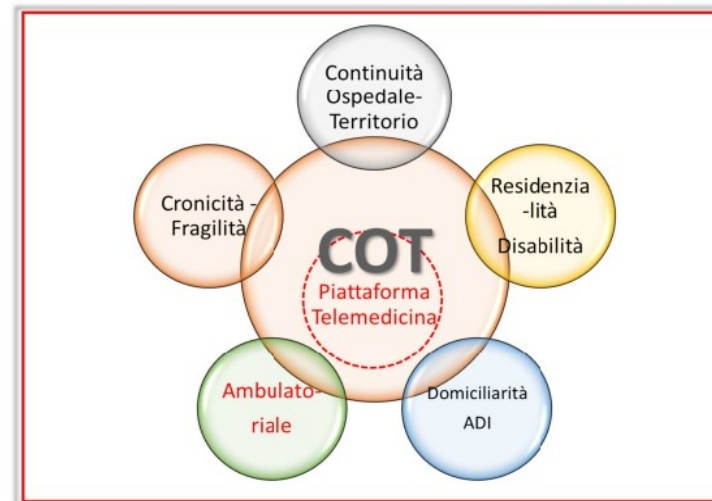 Continuità
Ospedale-
Territorio
Cronicità -
Fragilità
Residenzia
-lità
Disabilità
COT
Piattaforma
Telemedicina
Ambulato-
riale
Domiciliarità
ADI